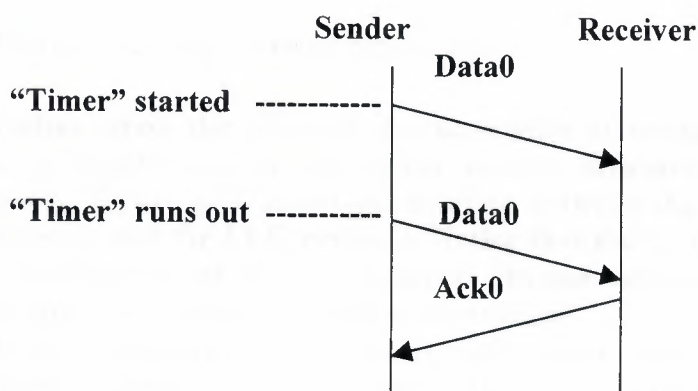 Sender Receiver
Data0
“Timer” started
“Timer” runs out Data0
Ack0